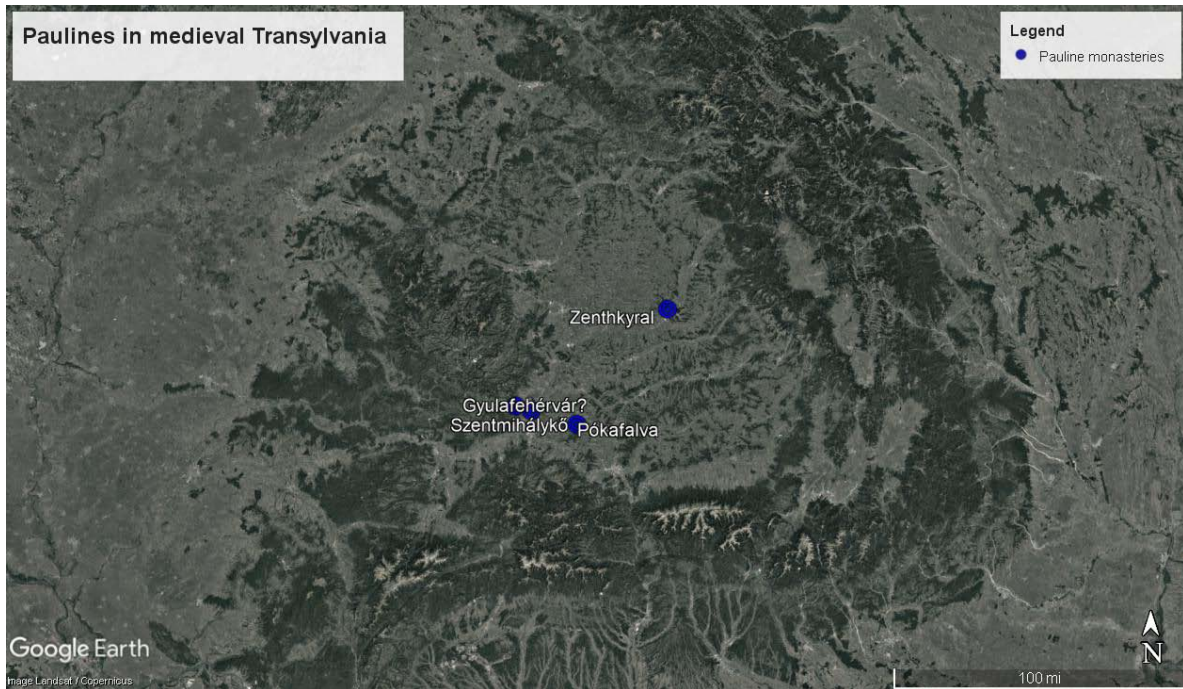 Paulines in medieval Transylvania
Legend
Pauline monasteries
Zenthkyral
Gyulafehérvár?
Szentmihálykő
Pókafalva
Google Earth
Image Landsat / Copernicus
N
100 mi